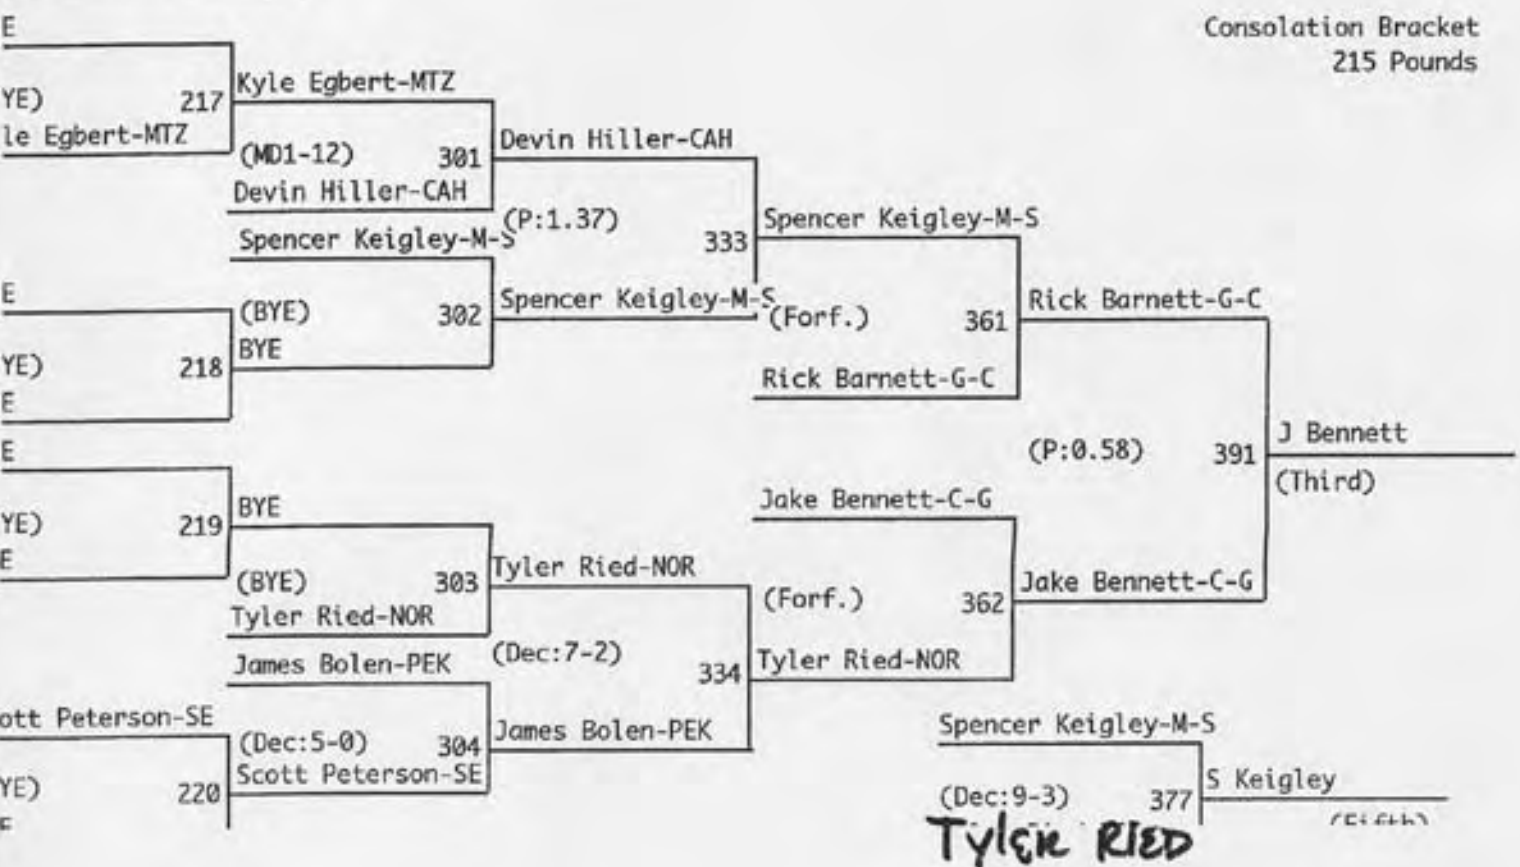 Consolation Bracket
215 Pounds
E
YE)
217
le Egbert-MTZ
Kyle Egbert-MTZ
(MD1-12)
301
Devin Hiller-CAH
Devin Hiller-CAH
(P:1.37)
333
Spencer Keigley-M-S
E
YE)
218
E
(BYE)
302
BYE
Spencer Keigley-M-S
Spencer Keigley-M-S
(Forf.)
361
Rick Barnett-G-C
Rick Barnett-G-C
(P:0.58)
391
J Bennett
(Third)
E
YE)
219
E
BYE
(BYE)
303
Tyler Ried-NOR
Tyler Ried-NOR
(Dec:7-2)
334
Jake Bennett-C-G
(Forf.)
362
Jake Bennett-C-G
Tyler Ried-NOR
James Bolen-PEK
(Dec:5-0)
304
Scott Peterson-SE
James Bolen-PEK
ott Peterson-SE
YE)
220
Spencer Keigley-M-S
(Dec:9-3)
377
S Keigley
(Fifth)
TYLER RIED